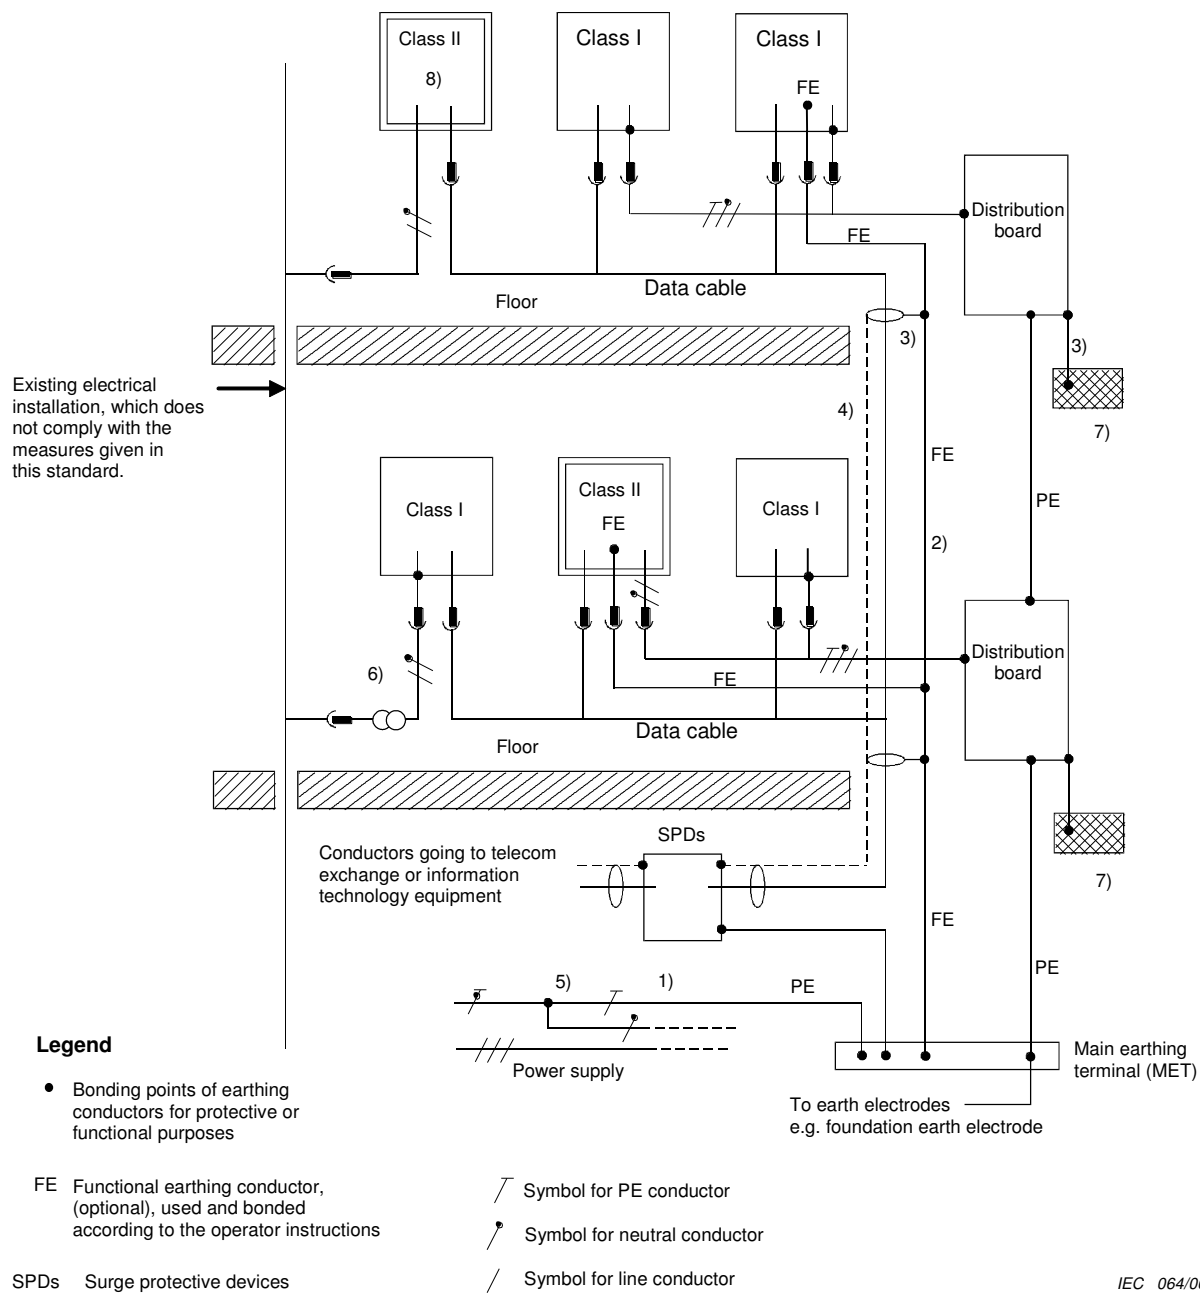 Class II
8)
Class I
Class I
FE
Distribution
board
FE
Data cable
Floor
3)
3)
Existing electrical
installation, which does
not comply with the
measures given in
this standard.
4)
7)
FE
Class I
Class II
FE
Class I
PE
2)
Distribution
board
6)
FE
Data cable
Floor
SPDs
Conductors going to telecom
exchange or information
technology equipment
7)
FE
5)
1)
PE
PE
Legend
Power supply
Main earthing
terminal (MET)
Bonding points of earthing
conductors for protective or
functional purposes
To earth electrodes
e.g. foundation earth electrode
FE Functional earthing conductor,
(optional), used and bonded
according to the operator instructions
Symbol for PE conductor
Symbol for neutral conductor
SPDs Surge protective devices
Symbol for line conductor
IEC 064/0